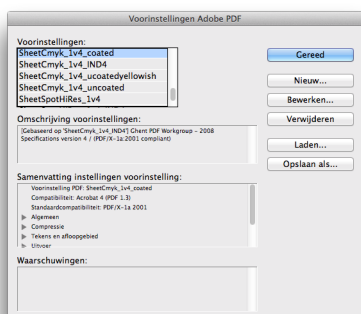 Voorinstellingen Adobe PDF
Voorinstellingen:
SheetCmyk_1v4_coated
SheetCmyk_1v4_IND4
SheetCmyk_1v4_ucoatedyellowish
SheetCmyk_1v4_uncoated
SheetSpotHiRes_1v4
Gereed
Nieuw...
Bewerken...
Verwijderen
Laden...
Opslaan als...
Omschrijving voorinstellingen:
[Gebaseerd op 'SheetCmyk_1v4_IND4'] Ghent PDF Workgroup - 2008
Specifications version 4 / (PDF/X-1a:2001 compliant)
Samenvatting instellingen voorinstelling:
Voorinstelling PDF: SheetCmyk_1v4_coated
Compatibiliteit: Acrobat 4 (PDF 1.3)
Standaardcompatibiliteit: PDF/X-1a 2001
Algemeen
Compressie
Tekens en afloopgebied
Uitvoer
Waarschuwingen: